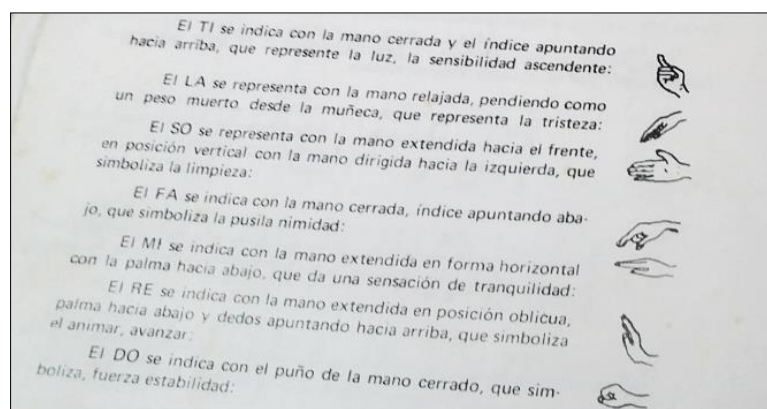 El TI se indica con la mano cerrada y el índice apuntando
hacia arriba, que represente la luz, la sensibilidad ascendente:
El LA se representa con la mano relajada, pendiendo como
un peso muerto desde la muñeca, que representa la tristeza:
El SO se representa con la mano extendida hacia el frente,
en posición vertical con la mano dirigida hacia la izquierda, que
simboliza la limpieza:
El FA se indica con la mano cerrada, índice apuntando aba-
jo, que simboliza la pusila nimidad:
El MI se indica con la mano extendida en forma horizontal
con la palma hacia abajo, que da una sensación de tranquilidad:
El RE se indica con la mano extendida en posición oblicua,
palma hacia abajo y dedos apuntando hacia arriba, que simboliza
el animar, avanzar:
El DO se indica con el puño de la mano cerrado, que sim-
boliza, fuerza estabilidad: